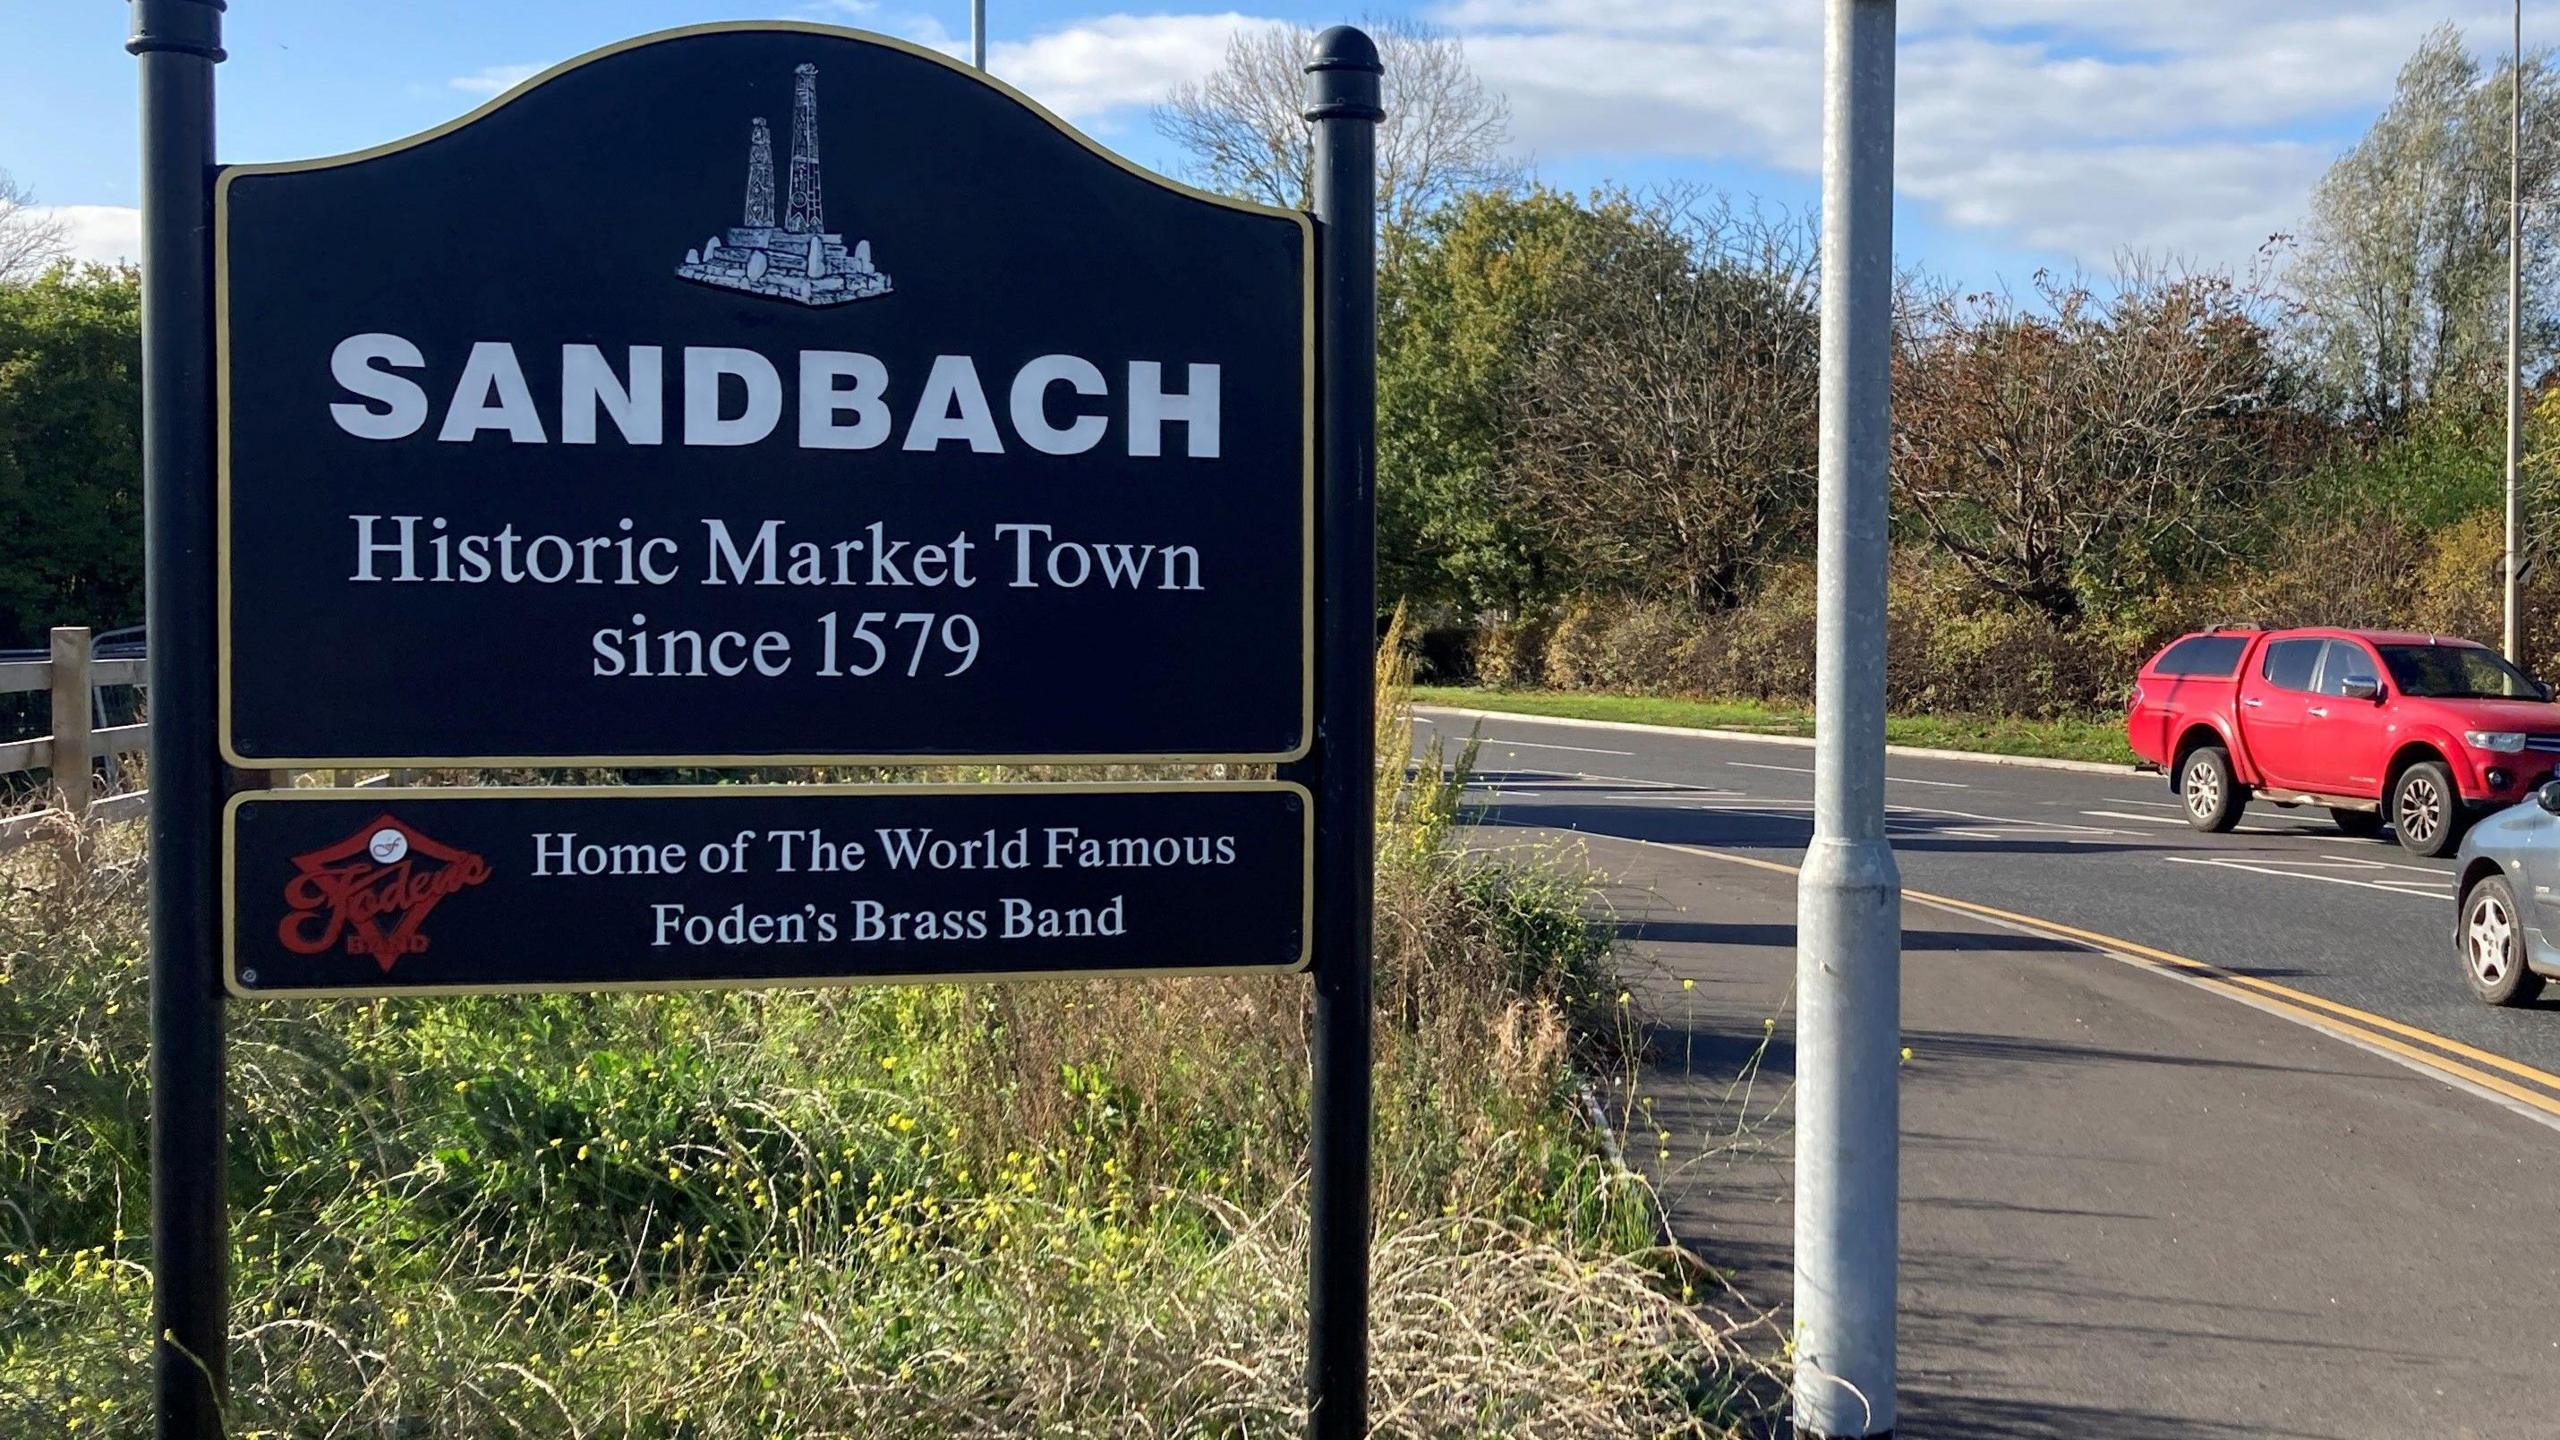 SANDBACH
Historic Market Town
since 1579
Fodens
BAND
Home of The World Famous
Foden's Brass Band